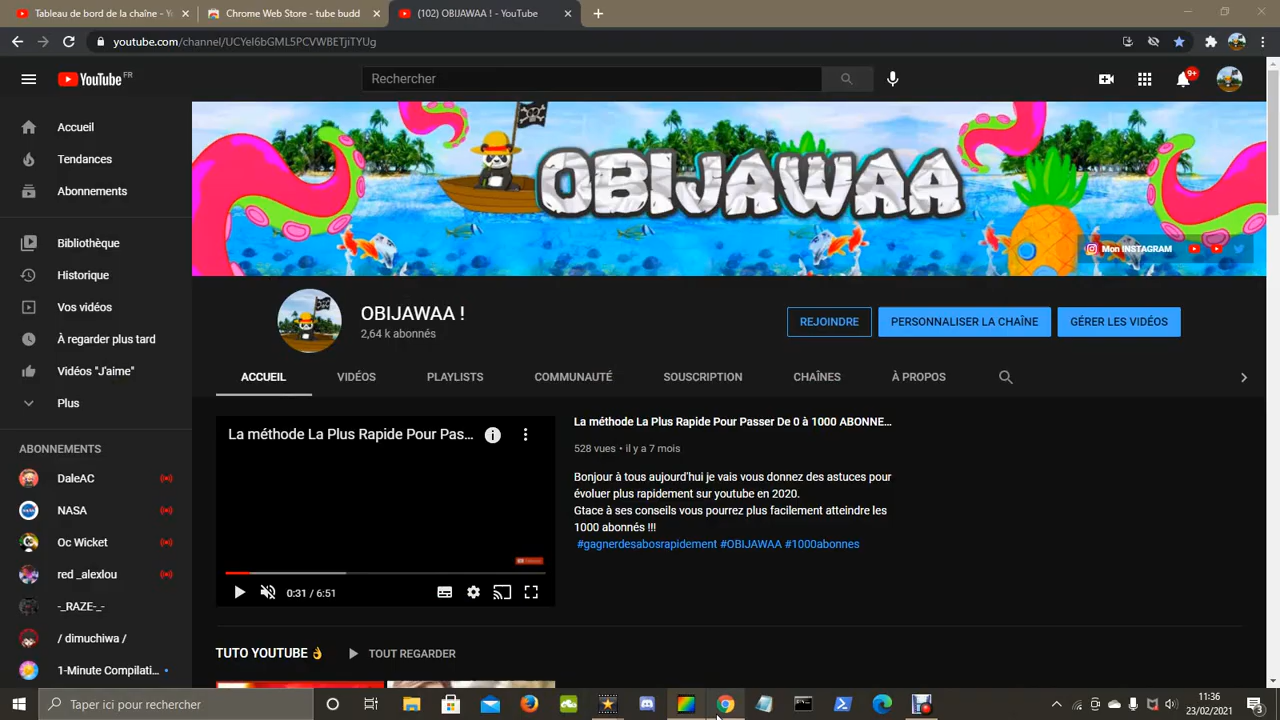 Tableau de bord de la chaîne - Y
Chrome Web Store - tube budd
(102) OBIJAWAA ! - YouTube
youtube.com/channel/UCYel6bGML5PCVWBETjiTYUg
YouTube FR
Rechercher
9+
Accueil
Tendances
Abonnements
Bibliothèque
Historique
Vos vidéos
À regarder plus tard
Vidéos "J'aime"
Plus
ABONNEMENTS
DaleAC
NASA
Oc Wicket
red _alexlou
-_RAZE-_-
/ dimuchiwa /
1-Minute Compilati...
OBIJAWAA
Mon INSTAGRAM
OBIJAWAA !
2,64 k abonnés
REJOINDRE
PERSONNALISER LA CHAÎNE
GÉRER LES VIDÉOS
ACCUEIL
VIDÉOS
PLAYLISTS
COMMUNAUTÉ
SOUSCRIPTION
CHAÎNES
À PROPOS
La méthode La Plus Rapide Pour Pas...
0:31 / 6:51
La méthode La Plus Rapide Pour Passer De 0 à 1000 ABONNE...
528 vues • il y a 7 mois
Bonjour à tous aujourd'hui je vais vous donnez des astuces pour
évoluer plus rapidement sur youtube en 2020.
Gtace à ses conseils vous pourrez plus facilement atteindre les
1000 abonnés !!!
#gagnerdesabosrapidement #OBIJAWAA #1000abonnes
TUTO YOUTUBE 👌
TOUT REGARDER
Taper ici pour rechercher
11:36
23/02/2021
3